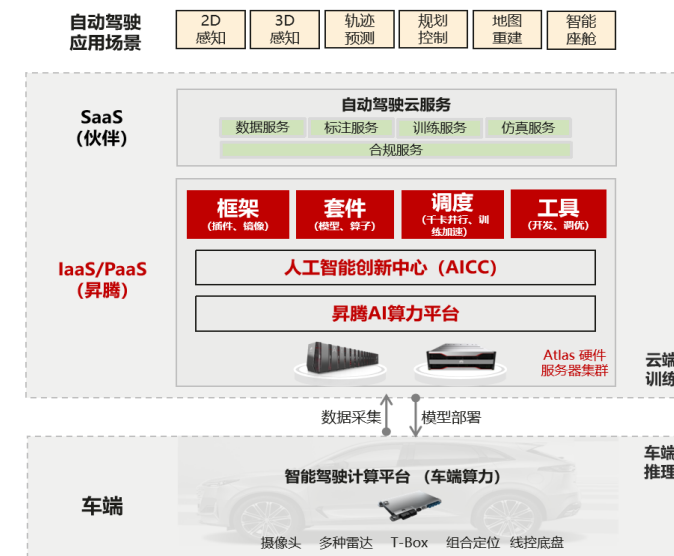 自动驾驶
应用场景
2D
感知
3D
感知
轨迹
预测
规划
控制
地图
重建
智能
座舱
SaaS
(伙伴)
自动驾驶云服务
数据服务 标注服务 训练服务 仿真服务
合规服务
IaaS/PaaS
(昇腾)
框架
(插件、镜像)
套件
(模型、算子)
调度
(千卡并行、训
练加速)
工具
(开发、调优)
人工智能创新中心（AICC)
昇腾AI算力平台
Atlas 硬件
服务器集群
云端
训练
数据采集
模型部署
车端
推理
车端
智能驾驶计算平台 （车端算力）
摄像头 多种雷达 T-Box 组合定位 线控底盘